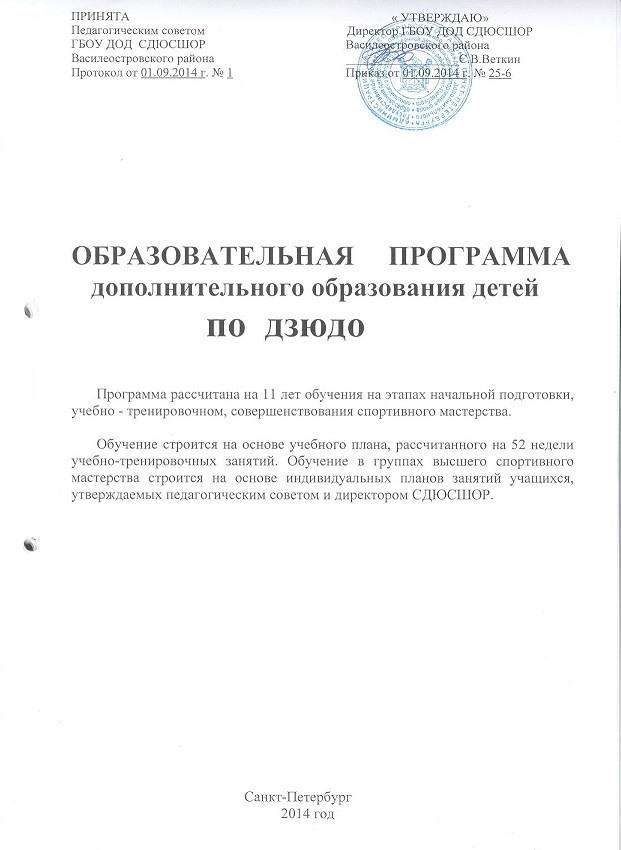 ПРИНЯТА
Педагогическим советом
ГБОУ ДОД СДЮСШОР
Василеостровского района
Протокол от 01.09.2014 г. № 1
« УТВЕРЖДАЮ»
Директор ГБОУ ДОД СДЮСШОР
Василеостровского района
С.В.Веткин
Приказ от 01.09.2014 г. № 25-6
ОБРАЗОВАТЕЛЬНАЯ ПРОГРАММА
дополнительного образования детей
по дзюдо
Программа рассчитана на 11 лет обучения на этапах начальной подготовки,
учебно - тренировочном, совершенствования спортивного мастерства.
Обучение строится на основе учебного плана, рассчитанного на 52 недели
учебно-тренировочных занятий. Обучение в группах высшего спортивного
мастерства строится на основе индивидуальных планов занятий учащихся,
утверждаемых педагогическим советом и директором СДЮСШОР.
Санкт-Петербург
2014 год